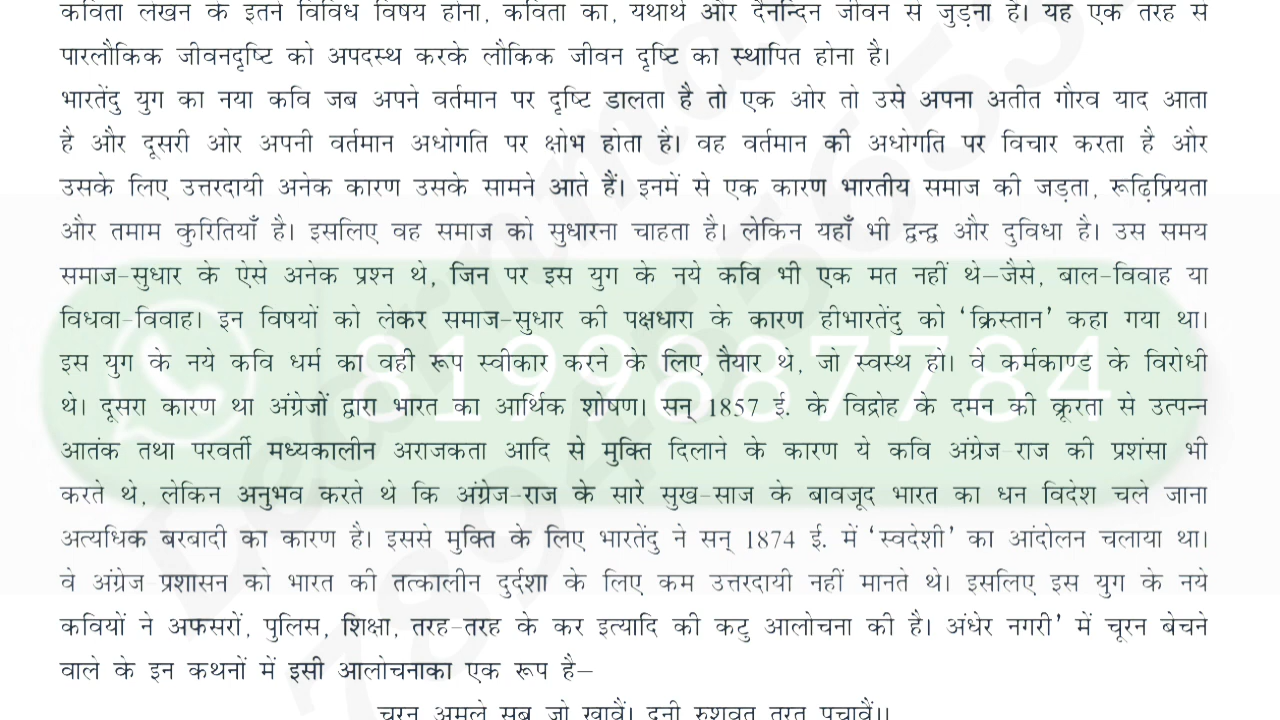 कविता लेखन के इतने विविध विषय होना, कविता का, यथार्थ और दैनन्दिन जीवन से जुड़ना है। यह एक तरह से
पारलौकिक जीवनदृष्टि को अपदस्थ करके लौकिक जीवन दृष्टि का स्थापित होना है।
भारतेंदु युग का नया कवि जब अपने वर्तमान पर दृष्टि डालता है तो एक ओर तो उसे अपना अतीत गौरव याद आता
है और दूसरी ओर अपनी वर्तमान अधोगति पर क्षोभ होता है। वह वर्तमान की अधोगति पर विचार करता है और
उसके लिए उत्तरदायी अनेक कारण उसके सामने आते हैं। इनमें से एक कारण भारतीय समाज की जड़ता, रूढ़िप्रियता
और तमाम कुरितियाँ है। इसलिए वह समाज को सुधारना चाहता है। लेकिन यहाँ भी द्वन्द्व और दुविधा है। उस समय
समाज-सुधार के ऐसे अनेक प्रश्न थे, जिन पर इस युग के नये कवि भी एक मत नहीं थे–जैसे, बाल-विवाह या
विधवा-विवाह। इन विषयों को लेकर समाज-सुधार की पक्षधारा के कारण हीभारतेंदु को ‘क्रिस्तान’ कहा गया था।
इस युग के नये कवि धर्म का वही रूप स्वीकार करने के लिए तैयार थे, जो स्वस्थ हो। वे कर्मकाण्ड के विरोधी
थे। दूसरा कारण था अंग्रेजों द्वारा भारत का आर्थिक शोषण। सन् 1857 ई. के विद्रोह के दमन की क्रूरता से उत्पन्न
आतंक तथा परवर्ती मध्यकालीन अराजकता आदि से मुक्ति दिलाने के कारण ये कवि अंग्रेज-राज की प्रशंसा भी
करते थे, लेकिन अनुभव करते थे कि अंग्रेज-राज के सारे सुख-साज के बावजूद भारत का धन विदेश चले जाना
अत्यधिक बरबादी का कारण है। इससे मुक्ति के लिए भारतेंदु ने सन् 1874 ई. में ‘स्वदेशी’ का आंदोलन चलाया था।
वे अंग्रेज प्रशासन को भारत की तत्कालीन दुर्दशा के लिए कम उत्तरदायी नहीं मानते थे। इसलिए इस युग के नये
कवियों ने अफसरों, पुलिस, शिक्षा, तरह-तरह के कर इत्यादि की कटु आलोचना की है। अंधेर नगरी’ में चूरन बेचने
वाले के इन कथनों में इसी आलोचनाका एक रूप है–
चूरन अमले सब जो खावैं। दूनी रुशवत तुरत पचावैं।।
8199887784